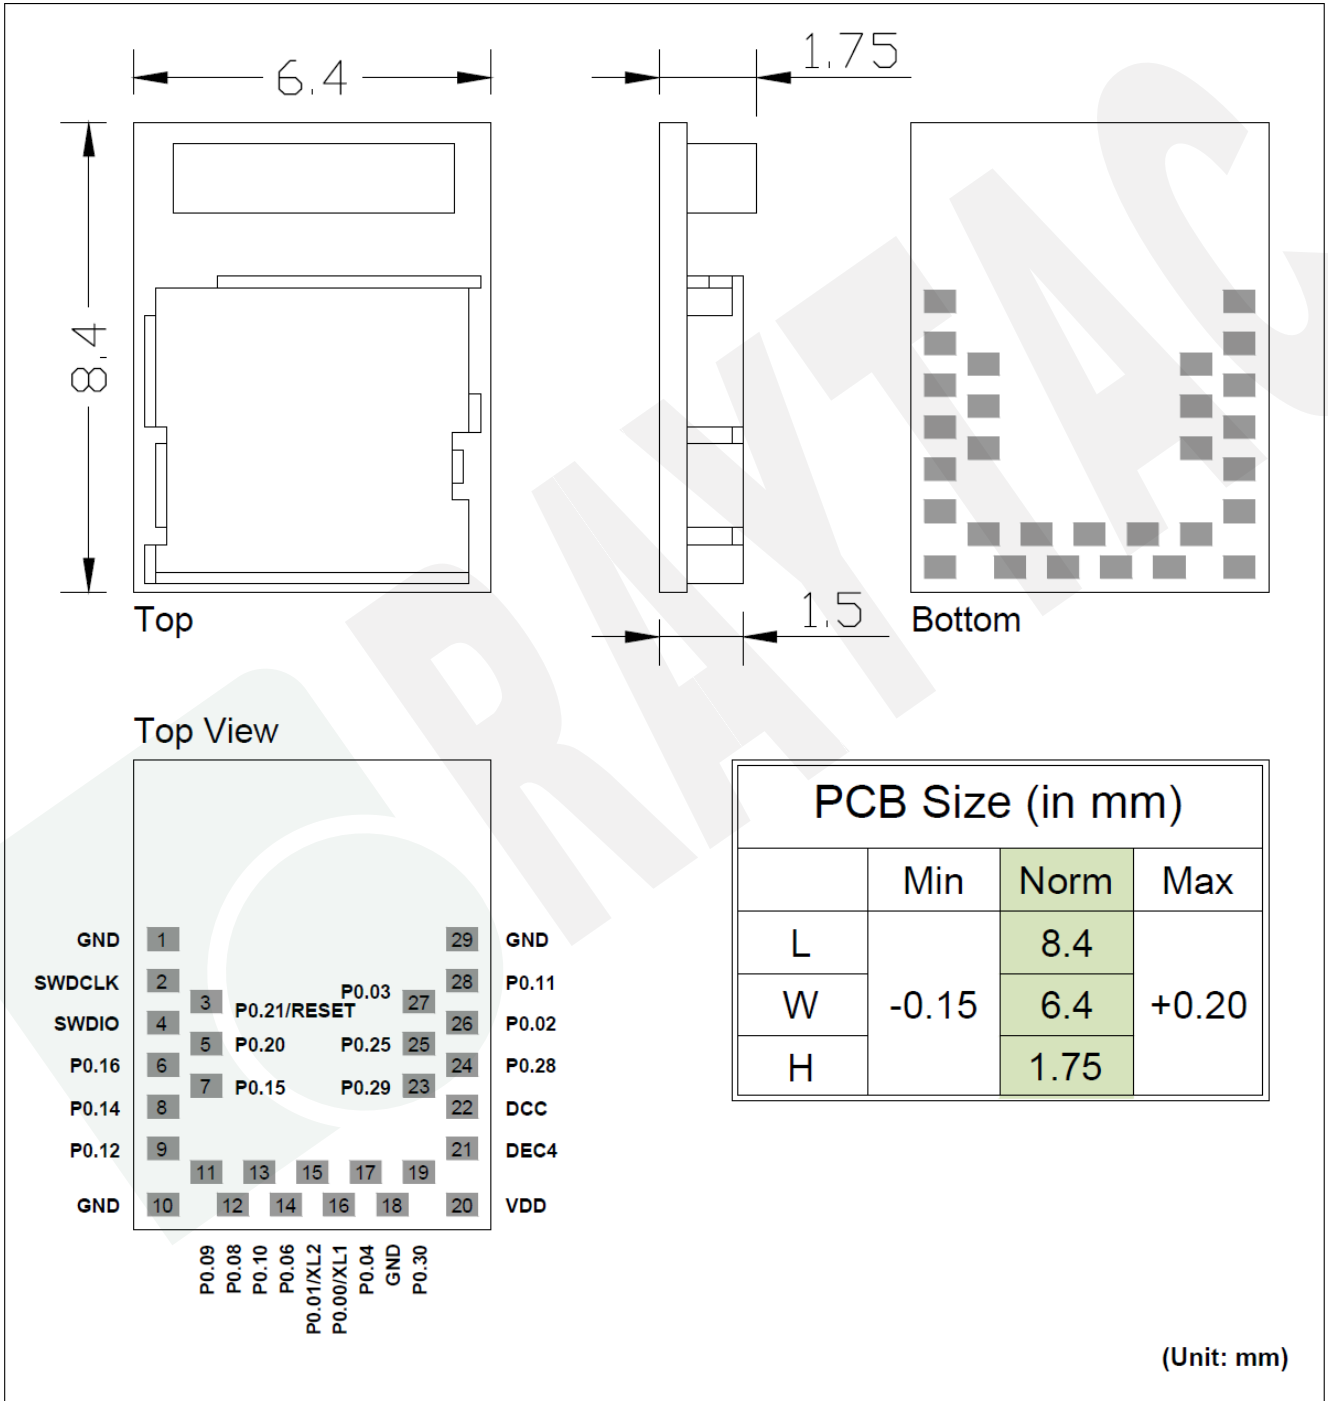 6.4
1.75
8.4
1.5
Top
Bottom
RAYTAC
Top View
GND 1 29 GND
SWDCLK 2 28 P0.11
3 P0.21/RESET P0.03 27
SWDIO 4 26 P0.02
5 P0.20 P0.25 25
P0.16 6 24 P0.28
7 P0.15 P0.29 23
P0.14 8 22 DCC
P0.12 9 21 DEC4
11 13 15 17 19
GND 10 12 14 16 18 20 VDD
P0.09
P0.08
P0.10
P0.06
P0.01/XL2
P0.00/XL1
P0.04
GND
P0.30
PCB Size (in mm)
Min Norm Max
L 8.4
W -0.15 6.4 +0.20
H 1.75
(Unit: mm)